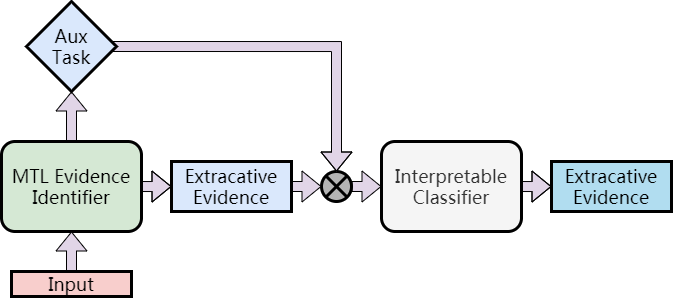 Aux
Task
MTL Evidence
Identifier
Extracative
Evidence
Interpretable
Classifier
Extracative
Evidence
Input